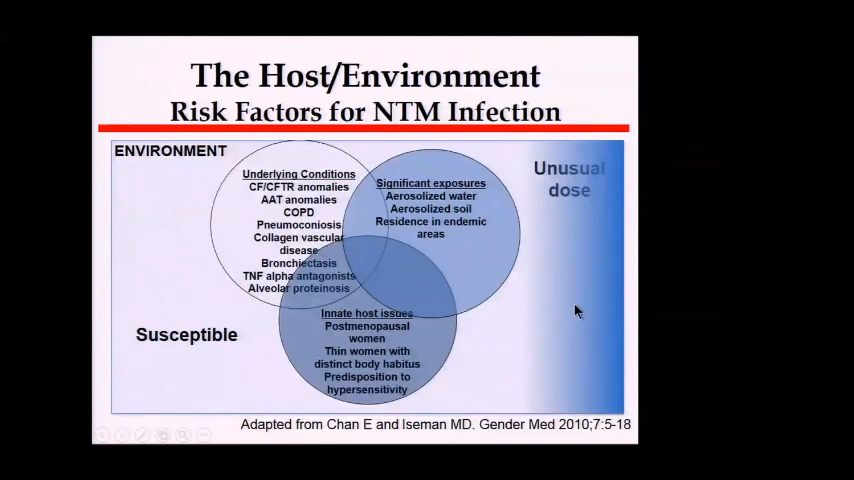 The Host/Environment
Risk Factors for NTM Infection
ENVIRONMENT
Underlying Conditions
CF/CFTR anomalies
AAT anomalies
COPD
Pneumoconiosis
Collagen vascular
disease
Bronchiectasis
TNF alpha antagonists
Alveolar proteinosis
Significant exposures
Aerosolized water
Aerosolized soil
Residence in endemic
areas
Unusual
dose
Innate host issues
Postmenopausal
women
Thin women with
distinct body habitus
Predisposition to
hypersensitivity
Susceptible
Adapted from Chan E and Iseman MD. Gender Med 2010;7:5-18